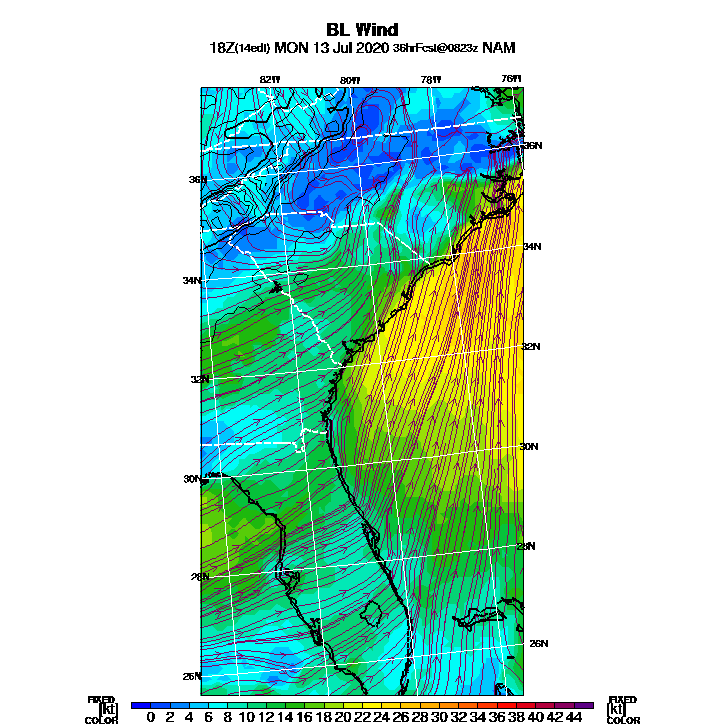 BL Wind
18Z(14edt) MON 13 Jul 2020 36hrFcst@0823z NAM
82W 80W 78W 76W
36N
36N
34N
34N
32N
32N
30N
30N
28N
28N
26N
26N
FIXED [kt] COLOR 0 2 4 6 8 10 12 14 16 18 20 22 24 26 28 30 32 34 36 38 40 42 44 FIXED [kt] COLOR